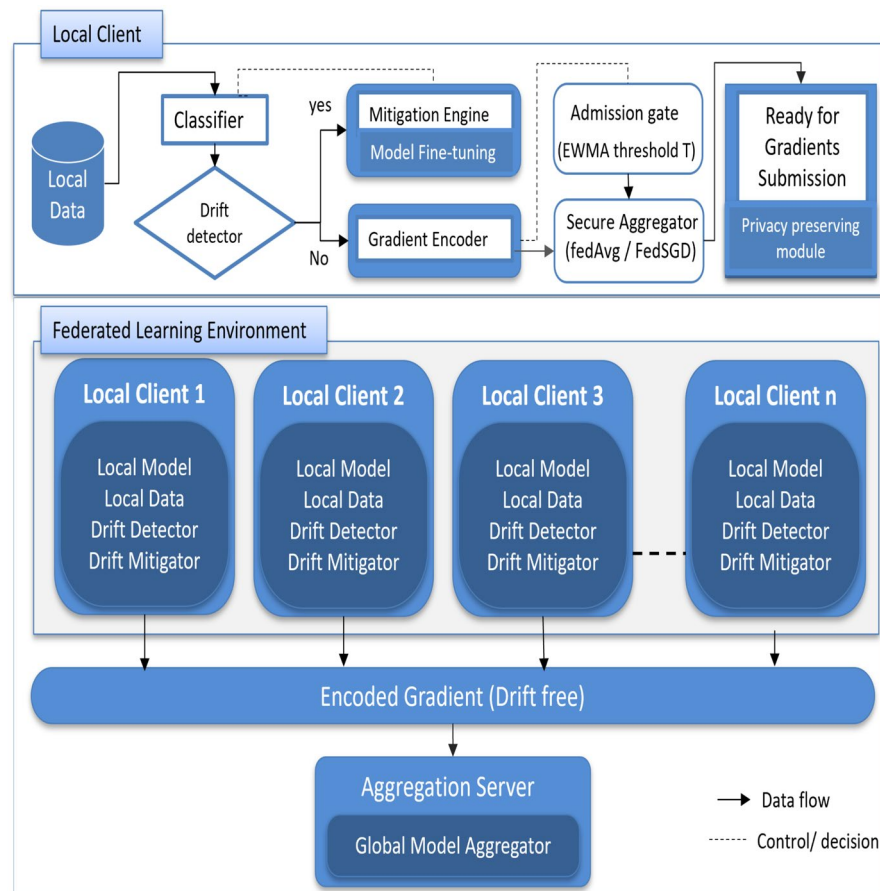 Local Client
Local
Data
Classifier
Drift
detector
yes
No
Mitigation Engine
Model Fine-tuning
Gradient Encoder
Admission gate
(EWMA threshold T)
Secure Aggregator
(fedAvg / FedSGD)
Ready for
Gradients
Submission
Privacy preserving
module
Federated Learning Environment
Local Client 1
Local Model
Local Data
Drift Detector
Drift Mitigator
Local Client 2
Local Model
Local Data
Drift Detector
Drift Mitigator
Local Client 3
Local Model
Local Data
Drift Detector
Drift Mitigator
Local Client n
Local Model
Local Data
Drift Detector
Drift Mitigator
Encoded Gradient (Drift free)
Aggregation Server
Global Model Aggregator
Data flow
Control/ decision